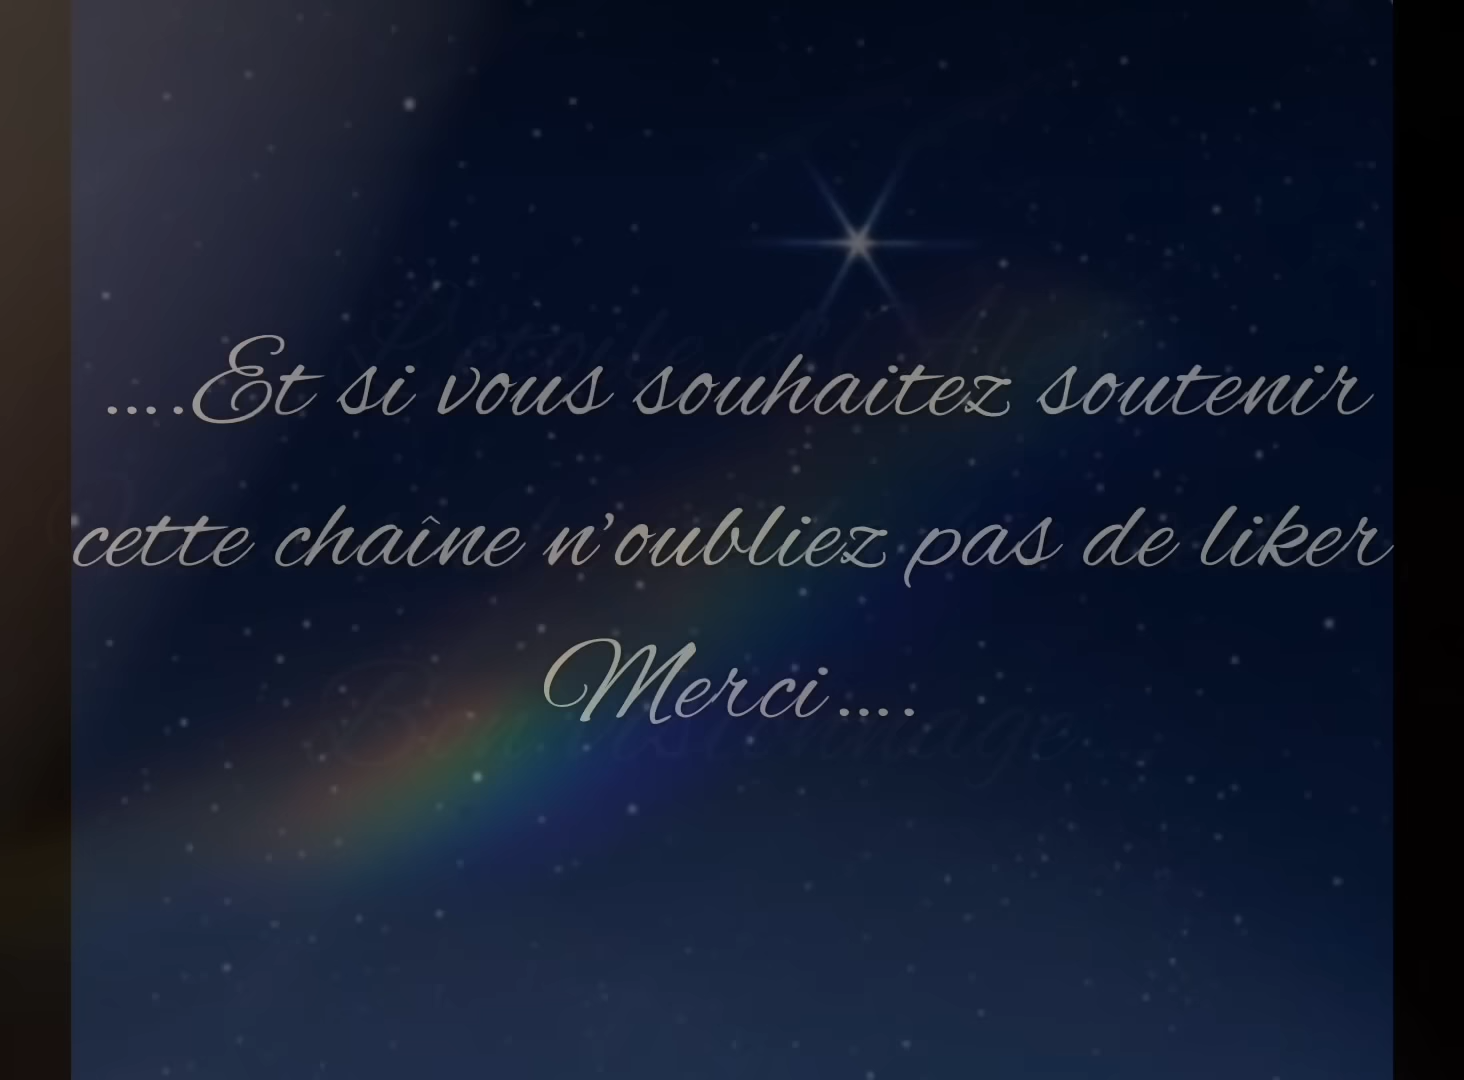 ....Et si vous souhaitez soutenir
cette chaîne n'oubliez pas de liker
Merci....